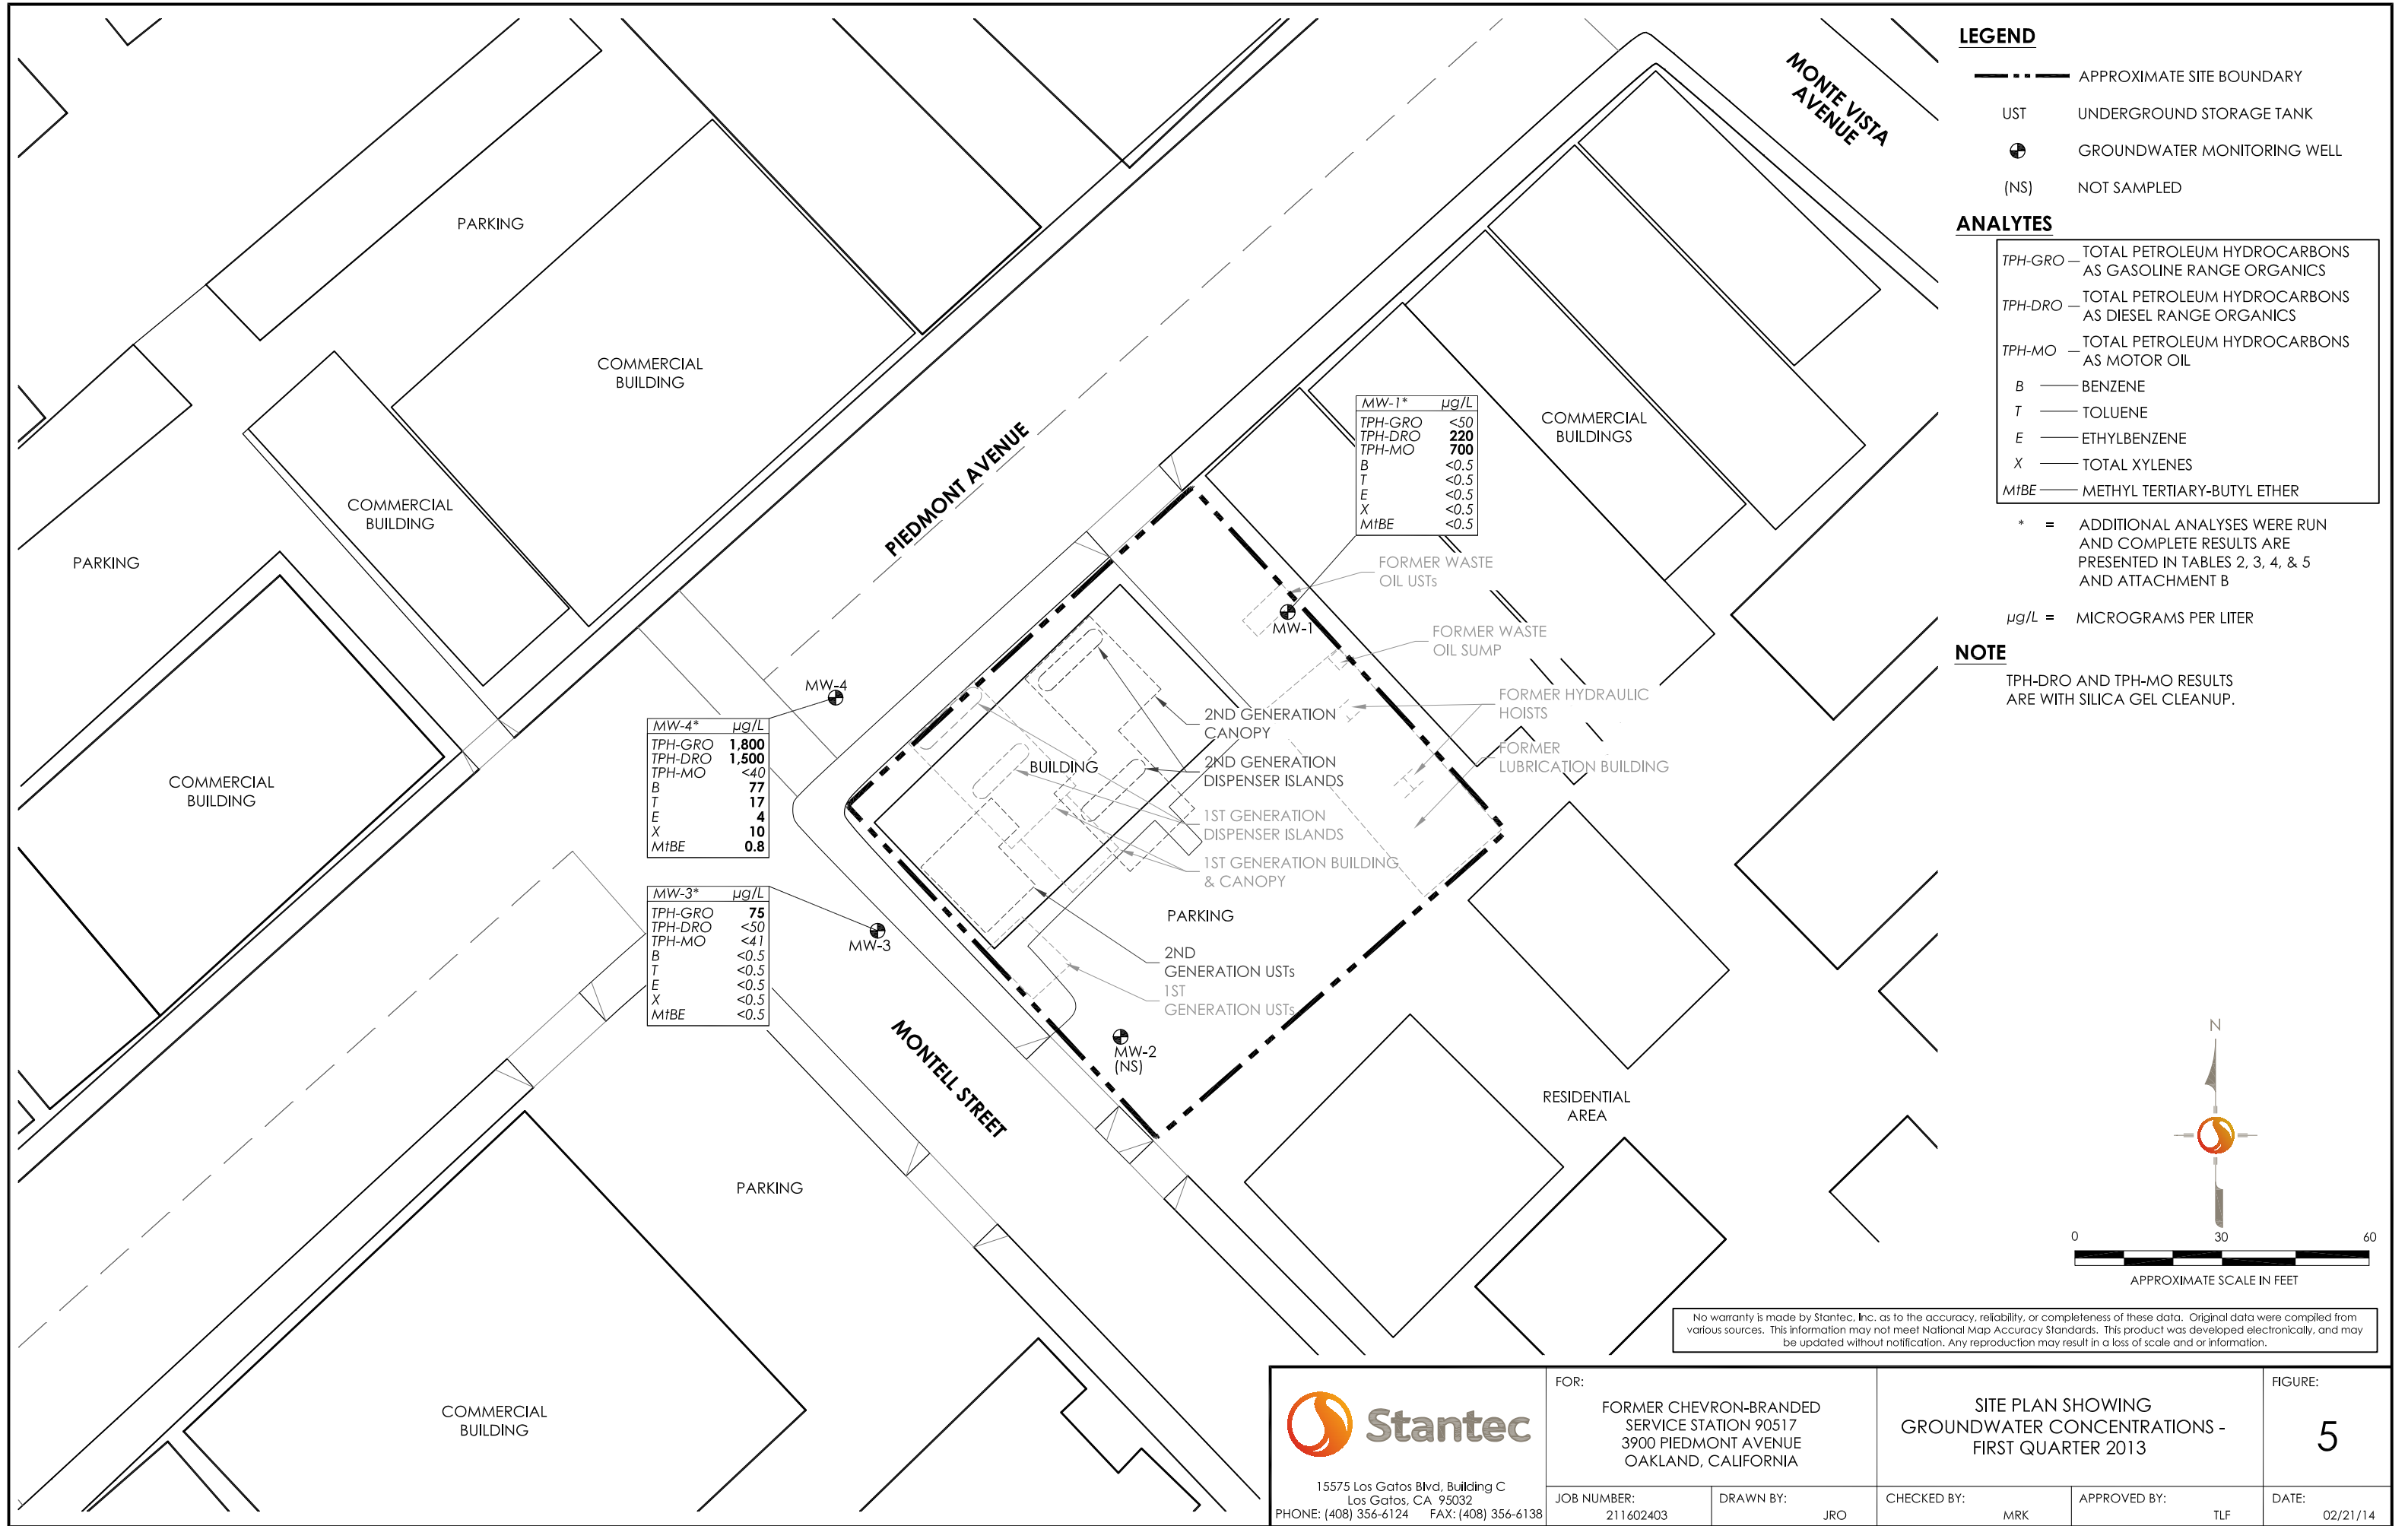 LEGEND
APPROXIMATE SITE BOUNDARY
UST UNDERGROUND STORAGE TANK
GROUNDWATER MONITORING WELL
(NS) NOT SAMPLED
ANALYTES
TPH-GRO — TOTAL PETROLEUM HYDROCARBONS
AS GASOLINE RANGE ORGANICS
TPH-DRO — TOTAL PETROLEUM HYDROCARBONS
AS DIESEL RANGE ORGANICS
TPH-MO — TOTAL PETROLEUM HYDROCARBONS
AS MOTOR OIL
B — BENZENE
T — TOLUENE
E — ETHYLBENZENE
X — TOTAL XYLENES
MtBE — METHYL TERTIARY-BUTYL ETHER
* = ADDITIONAL ANALYSES WERE RUN
AND COMPLETE RESULTS ARE
PRESENTED IN TABLES 2, 3, 4, & 5
AND ATTACHMENT B
µg/L = MICROGRAMS PER LITER
NOTE
TPH-DRO AND TPH-MO RESULTS
ARE WITH SILICA GEL CLEANUP.
MONTE VISTA
AVENUE
PARKING
COMMERCIAL
BUILDING
COMMERCIAL
BUILDING
PARKING
COMMERCIAL
BUILDING
PIEDMONT AVENUE
COMMERCIAL
BUILDINGS
MW-1* µg/L
TPH-GRO <50
TPH-DRO 220
TPH-MO 700
B <0.5
T <0.5
E <0.5
X <0.5
MtBE <0.5
FORMER WASTE
OIL USTs
MW-1
FORMER WASTE
OIL SUMP
FORMER HYDRAULIC
HOISTS
FORMER
LUBRICATION BUILDING
MW-4
MW-4* µg/L
TPH-GRO 1,800
TPH-DRO 1,500
TPH-MO <40
B 77
T 17
E 4
X 10
MtBE 0.8
MW-3* µg/L
TPH-GRO 75
TPH-DRO <50
TPH-MO <41
B <0.5
T <0.5
E <0.5
X <0.5
MtBE <0.5
MW-3
BUILDING
2ND GENERATION
CANOPY
2ND GENERATION
DISPENSER ISLANDS
1ST GENERATION
DISPENSER ISLANDS
1ST GENERATION BUILDING
& CANOPY
PARKING
2ND
GENERATION USTs
1ST
GENERATION USTs
MW-2
(NS)
MONTELL STREET
PARKING
RESIDENTIAL
AREA
COMMERCIAL
BUILDING
N
0 30 60
APPROXIMATE SCALE IN FEET
No warranty is made by Stantec, Inc. as to the accuracy, reliability, or completeness of these data. Original data were compiled from
various sources. This information may not meet National Map Accuracy Standards. This product was developed electronically, and may
be updated without notification. Any reproduction may result in a loss of scale and or information.
Stantec
15575 Los Gatos Blvd, Building C
Los Gatos, CA 95032
PHONE: (408) 356-6124 FAX: (408) 356-6138
FOR:
FORMER CHEVRON-BRANDED
SERVICE STATION 90517
3900 PIEDMONT AVENUE
OAKLAND, CALIFORNIA
SITE PLAN SHOWING
GROUNDWATER CONCENTRATIONS -
FIRST QUARTER 2013
FIGURE:
5
JOB NUMBER:
211602403
DRAWN BY:
JRO
CHECKED BY:
MRK
APPROVED BY:
TLF
DATE:
02/21/14